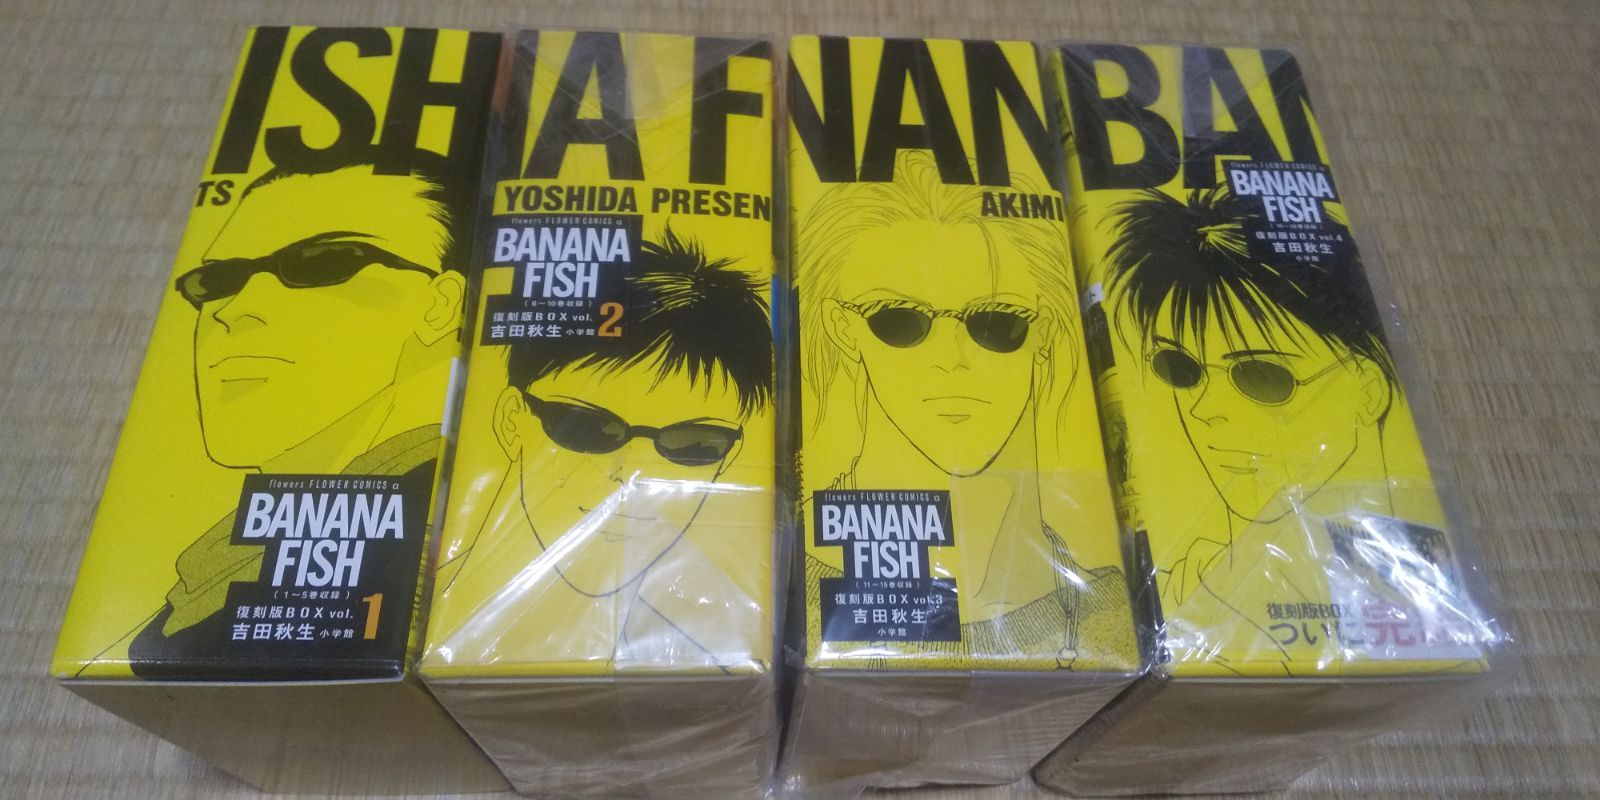 ISH
TS
flowers FLOWER COMICS α
BANANA
FISH
(1〜5巻収録)
復刻版BOX vol.
吉田秋生 小学館
1
A F
YOSHIDA PRESEN
flowers FLOWER COMICS α
BANANA
FISH
(6〜10巻収録)
復刻版BOX vol.
吉田秋生 小学館
2
NAN
AKIMI
flowers FLOWER COMICS α
BANANA
FISH
(11〜15巻収録)
復刻版BOX vol.3
吉田秋生
小学館
BAN
flowers FLOWER COMICS α
BANANA
FISH
復刻版BOX vol.4
吉田秋生
小学館
復刻版BOX
ついに完